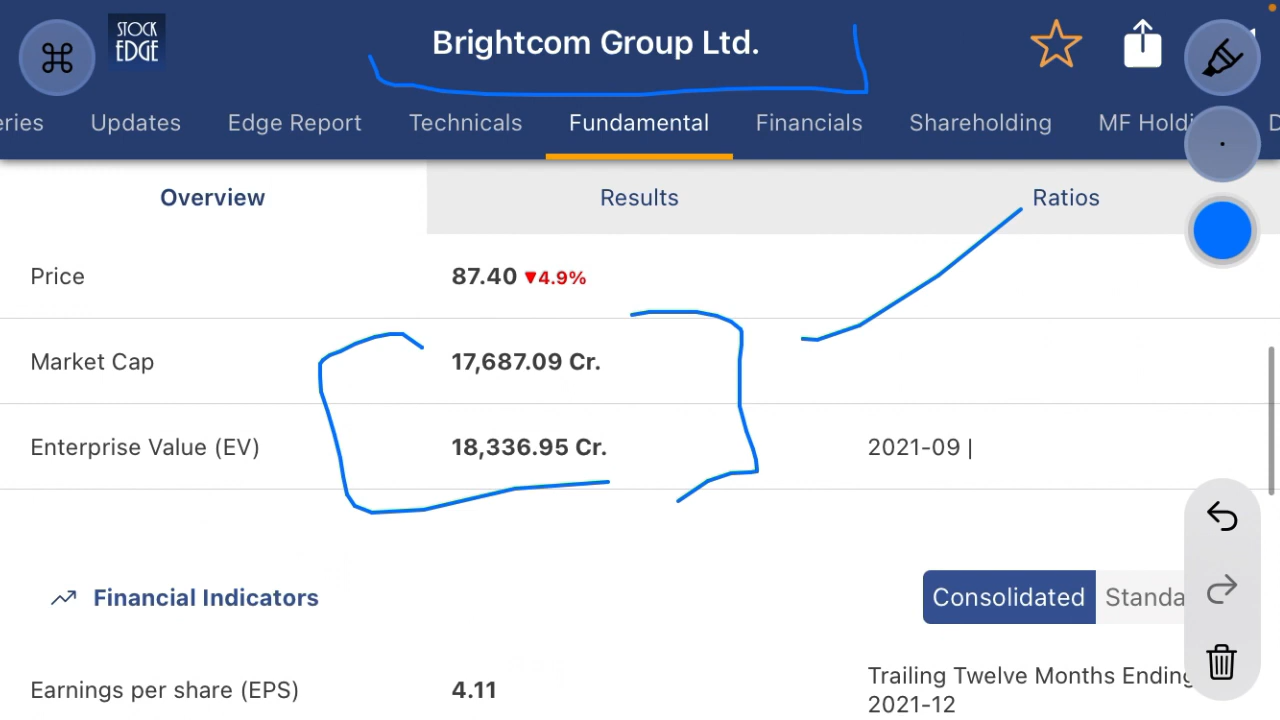 STOCK
EDGE
Brightcom Group Ltd.
eries Updates Edge Report Technicals Fundamental Financials Shareholding MF Holdi D
Overview Results Ratios
Price 87.40 ▼4.9%
Market Cap 17,687.09 Cr.
Enterprise Value (EV) 18,336.95 Cr. 2021-09 |
Financial Indicators Consolidated Standa
Earnings per share (EPS) 4.11 Trailing Twelve Months Ending
2021-12